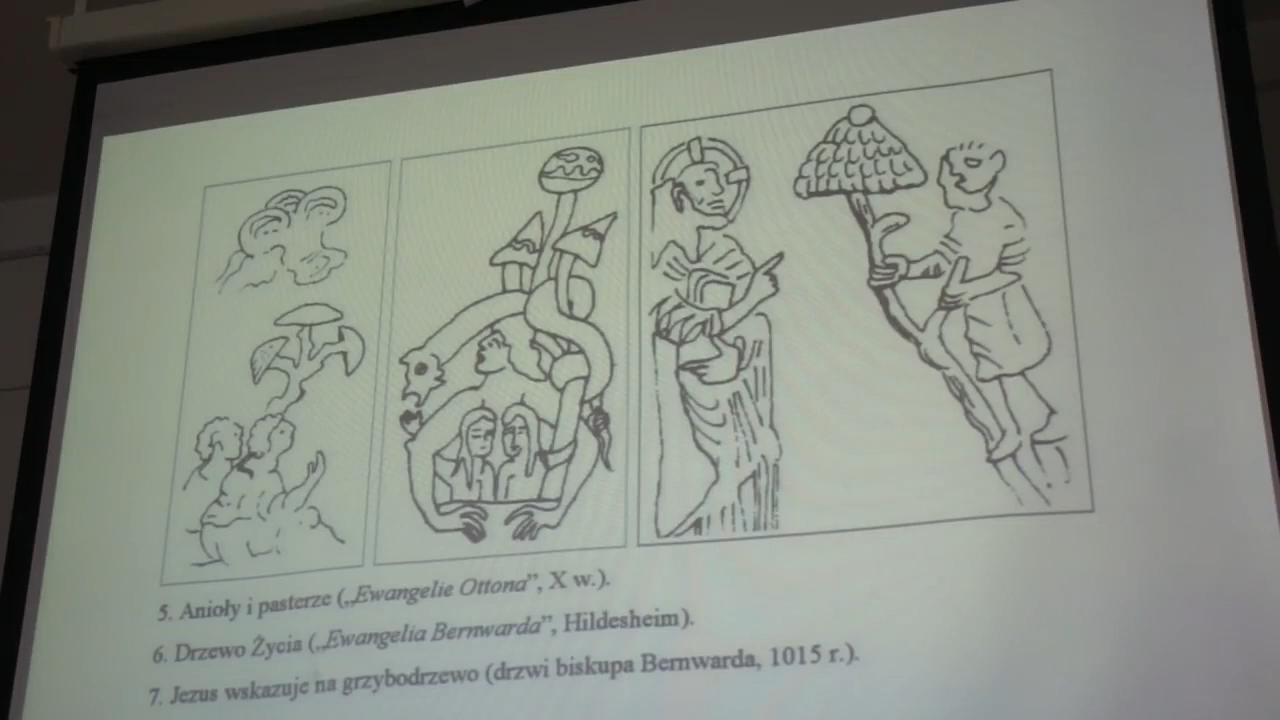 5. Anioły i pasterze („Ewangelie Ottona”, X w.).
6. Drzewo Życia („Ewangelia Bernwarda”, Hildesheim).
7. Jezus wskazuje na grzybodrzewo (drzwi biskupa Bernwarda, 1015 r.).